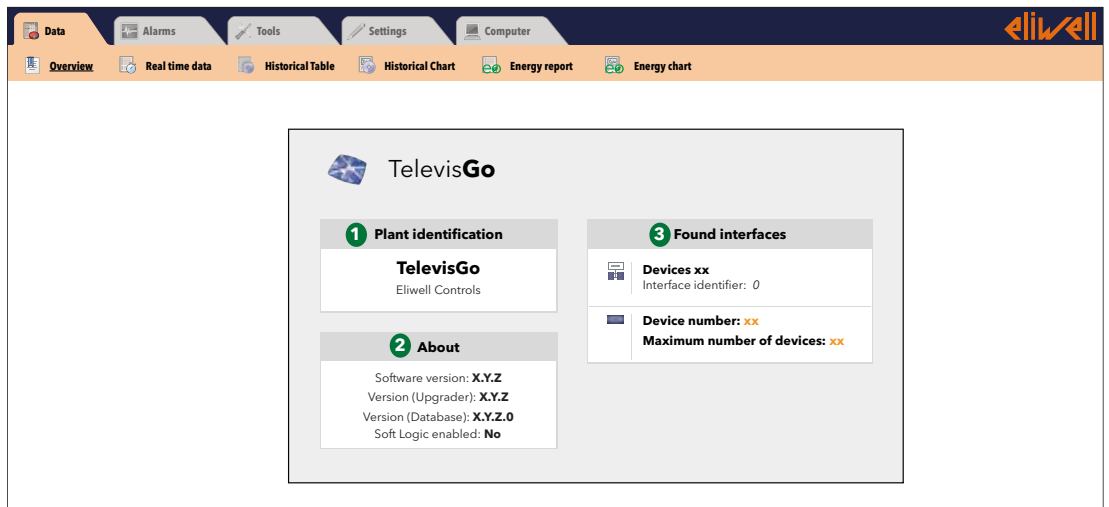 Data
Alarms
Tools
Settings
Computer
eliwell
Overview
Real time data
Historical Table
Historical Chart
Energy report
Energy chart
TelevisGo
1 Plant identification
TelevisGo
Eliwell Controls
2 About
Software version: X.Y.Z
Version (Upgrader): X.Y.Z
Version (Database): X.Y.Z.0
Soft Logic enabled: No
3 Found interfaces
Devices xx
Interface identifier: 0
Device number: xx
Maximum number of devices: xx